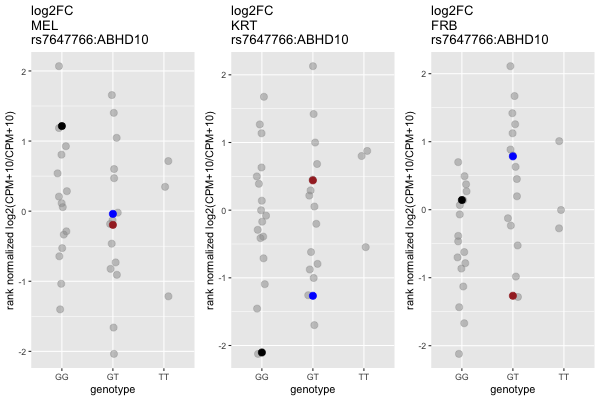 log2FC
MEL
rs7647766:ABHD10
rank normalized log2(CPM+10/CPM+10)
2
1
0
-1
-2
GG
GT
TT
genotype
log2FC
KRT
rs7647766:ABHD10
rank normalized log2(CPM+10/CPM+10)
2
1
0
-1
-2
GG
GT
TT
genotype
log2FC
FRB
rs7647766:ABHD10
rank normalized log2(CPM+10/CPM+10)
2
1
0
-1
-2
GG
GT
TT
genotype